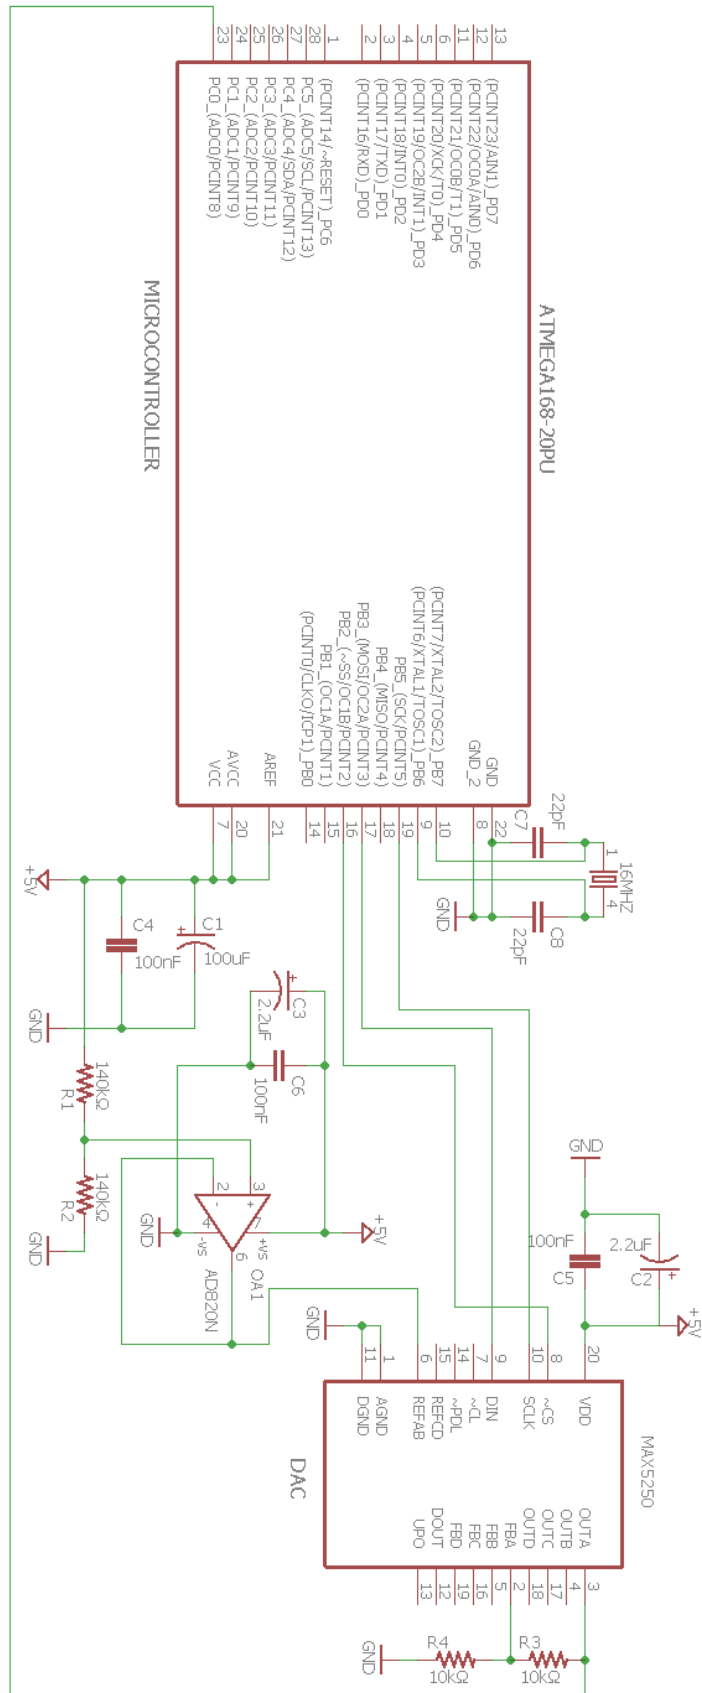 23
24
25
26
27
28
1
2
3
4
5
6
11
12
13
PC0_(ADC0/PCINT8)
PC1_(ADC1/PCINT9)
PC2_(ADC2/PCINT10)
PC3_(ADC3/PCINT11)
PC4_(ADC4/SDA/PCINT12)
PC5_(ADC5/SCL/PCINT13)
(PCINT14/~RESET)_PC6
(PCINT16/RXD)_PD0
(PCINT17/TXD)_PD1
(PCINT18/INT0)_PD2
(PCINT19/OC2B/INT1)_PD3
(PCINT20/XCK/T0)_PD4
(PCINT21/OC0B/T1)_PD5
(PCINT22/OC0A/AIN0)_PD6
(PCINT23/AIN1)_PD7
MICROCONTROLLER
ATMEGA168-20PU
VCC
AVCC
AREF
(PCINT0/CLKO/ICP1)_PB0
PB1_(OC1A/PCINT1)
PB2_(~SS/OC1B/PCINT2)
PB3_(MOSI/OC2A/PCINT3)
PB4_(MISO/PCINT4)
PB5_(SCK/PCINT5)
(PCINT6/XTAL1/TOSC1)_PB6
(PCINT7/XTAL2/TOSC2)_PB7
GND_2
GND
7
20
21
14
15
16
17
18
19
9
10
8
22
C7
22pF
1
16MHZ
4
GND
22pF
C8
+5V
C4
100nF
C1
100uF
GND
C3
2.2uF
C6
100nF
140kΩ
R1
140kΩ
R2
GND
2
3
-
+
4
7
6
-VS
+VS
GND
+5V
AD820N
OA1
GND
100nF
C5
2.2uF
C2
+5V
GND
11
1
6
15
14
7
9
10
8
20
DGND
AGND
REFAB
REFCD
~PDL
~CL
DIN
SCLK
~CS
VDD
DAC
MAX5250
UPO
DOUT
FBD
FBC
FBB
FBA
OUTD
OUTC
OUTB
OUTA
13
12
19
16
5
2
18
17
4
3
GND
R4
10kΩ
R3
10kΩ